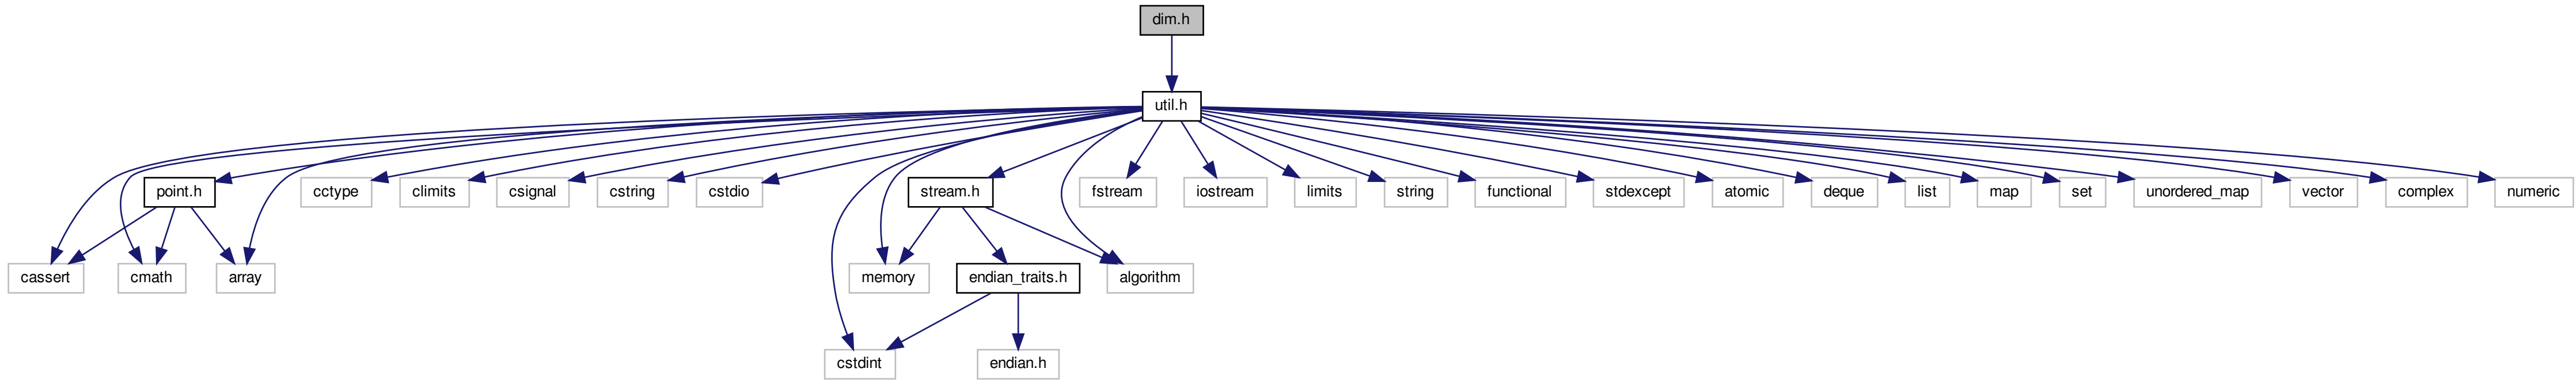 dim.h
util.h
point.h
cctype
climits
csignal
cstring
cstdio
stream.h
fstream
iostream
limits
string
functional
stdexcept
atomic
deque
list
map
set
unordered_map
vector
complex
numeric
cassert
cmath
array
memory
endian_traits.h
algorithm
cstdint
endian.h